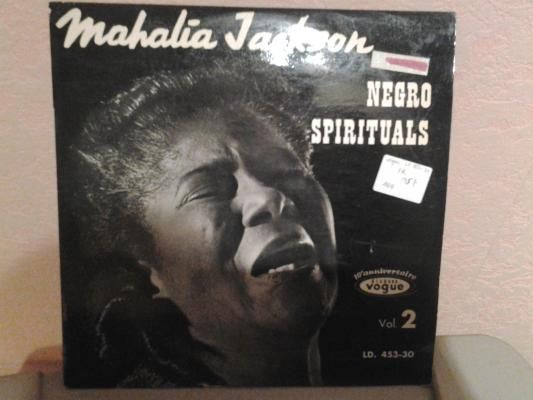 Mahalia Jackson
NEGRO
SPIRITUALS
10e anniversaire
vogue
Vol. 2
LD. 453-30